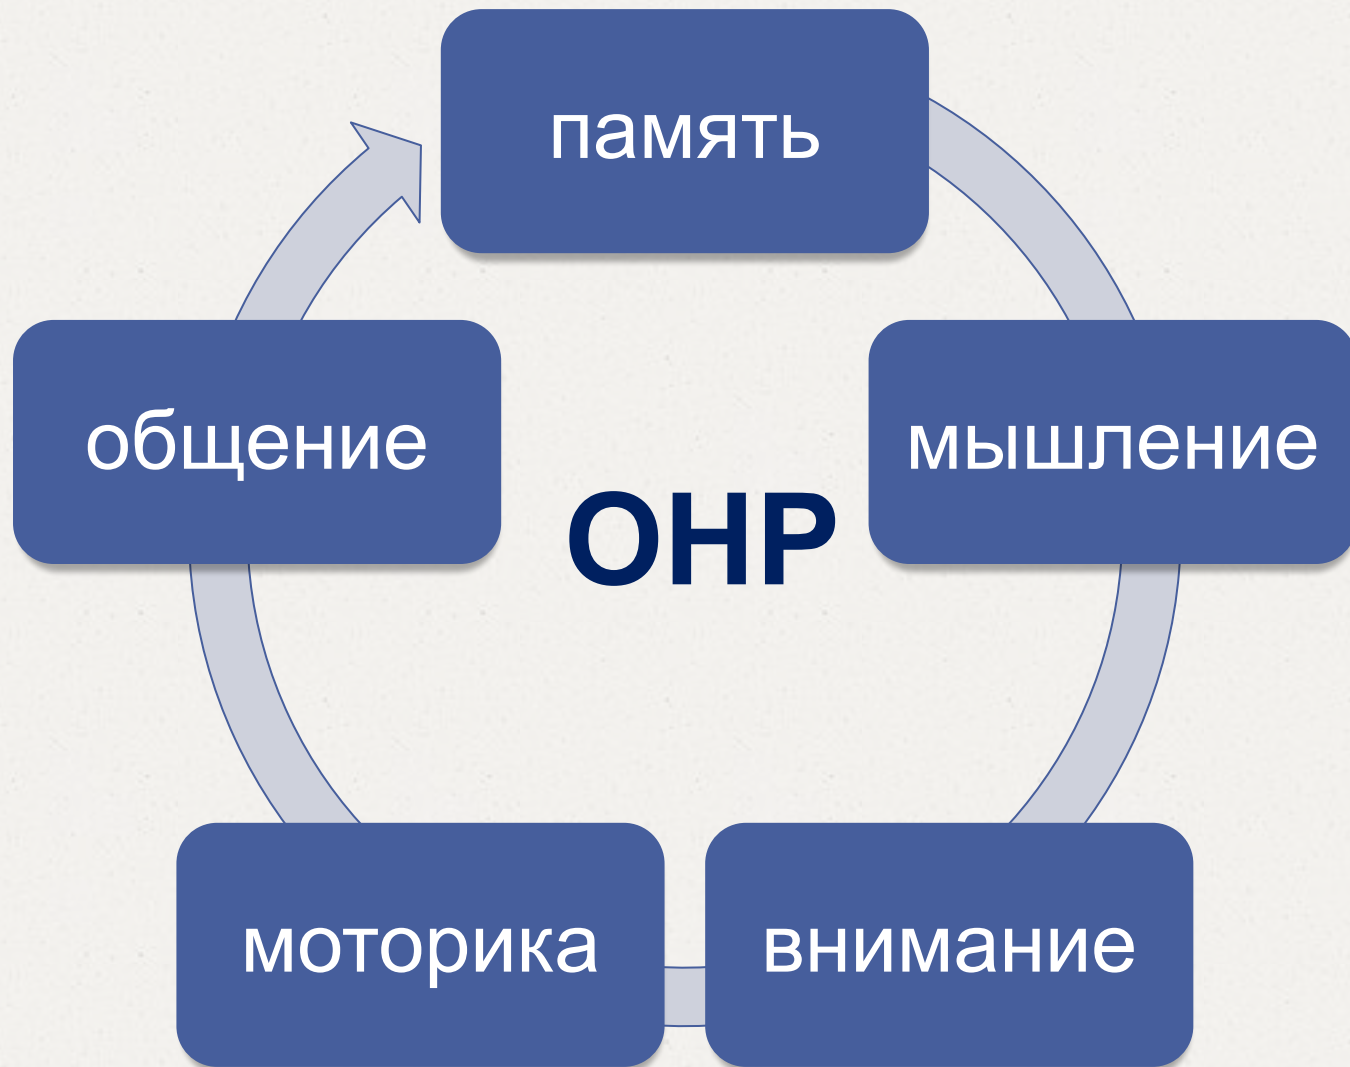 память
общение
мышление
ОНР
моторика
внимание